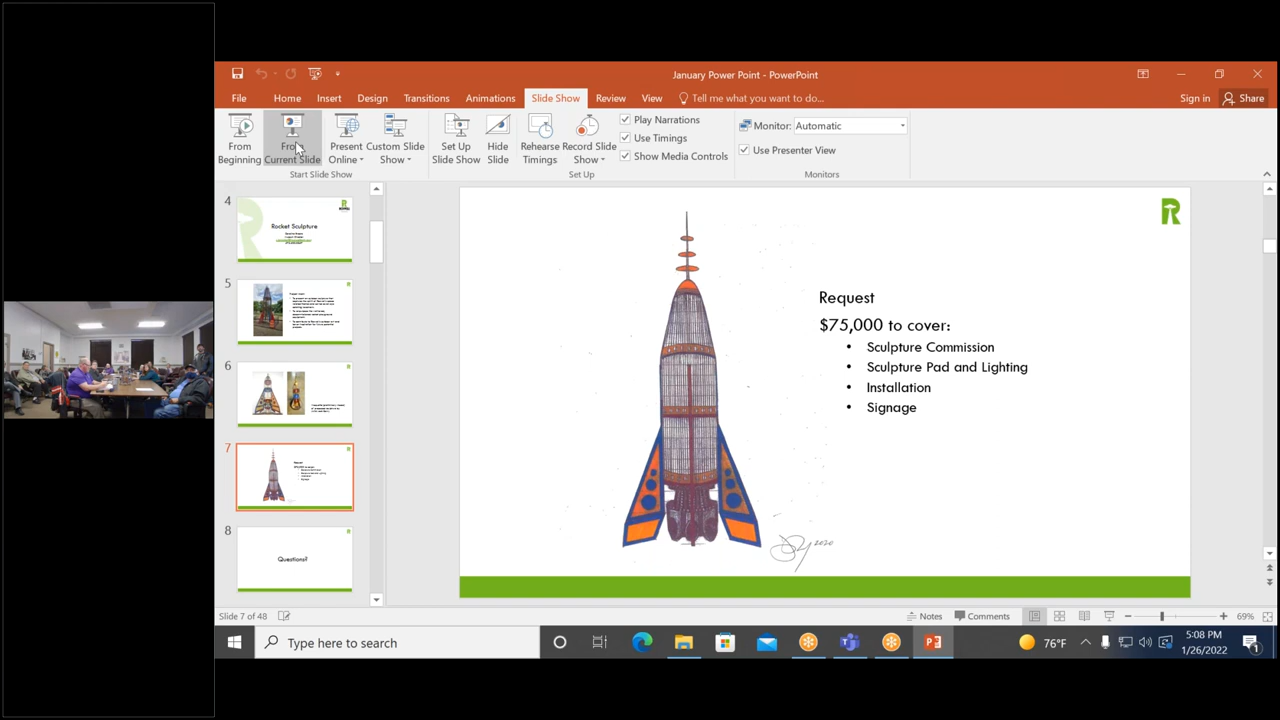 January Power Point - PowerPoint
File Home Insert Design Transitions Animations Slide Show Review View Tell me what you want to do... Sign in Share
From Beginning
From Current Slide
Present Online
Custom Slide Show
Set Up Slide Show
Hide Slide
Rehearse Timings
Record Slide Show
Play Narrations
Use Timings
Show Media Controls
Monitor: Automatic
Use Presenter View
Start Slide Show
Set Up
Monitors
4
Rocket Sculpture
5
6
7
Request
8
Questions?
R
Request
$75,000 to cover:
• Sculpture Commission
• Sculpture Pad and Lighting
• Installation
• Signage
2020
Slide 7 of 48
Notes Comments 69%
Type here to search
76°F
5:08 PM
1/26/2022
1